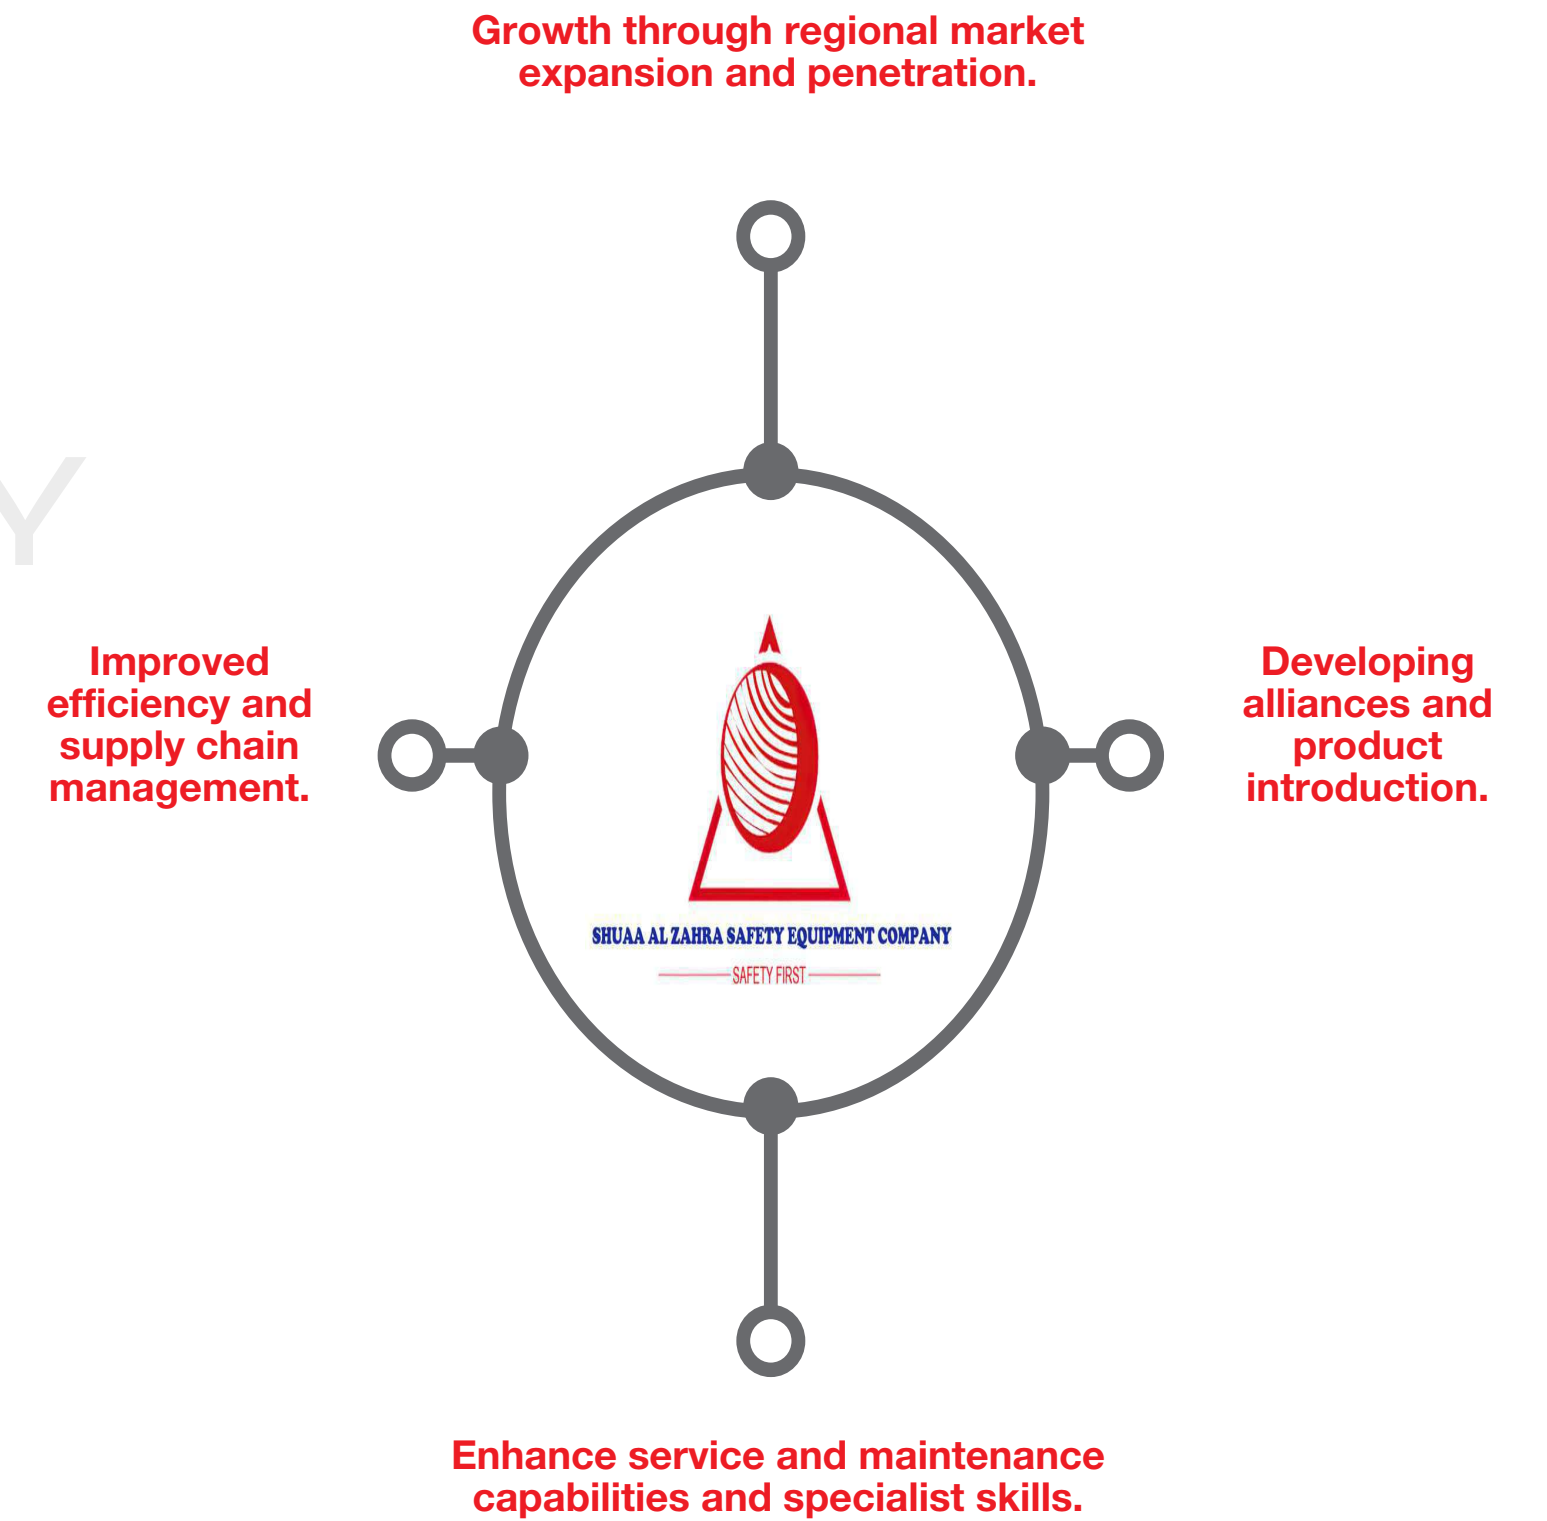 Growth through regional market
expansion and penetration.
Y
Improved
efficiency and
supply chain
management.
Developing
alliances and
product
introduction.
SHUAA AL ZAHRA SAFETY EQUIPMENT COMPANY
SAFETY FIRST
Enhance service and maintenance
capabilities and specialist skills.